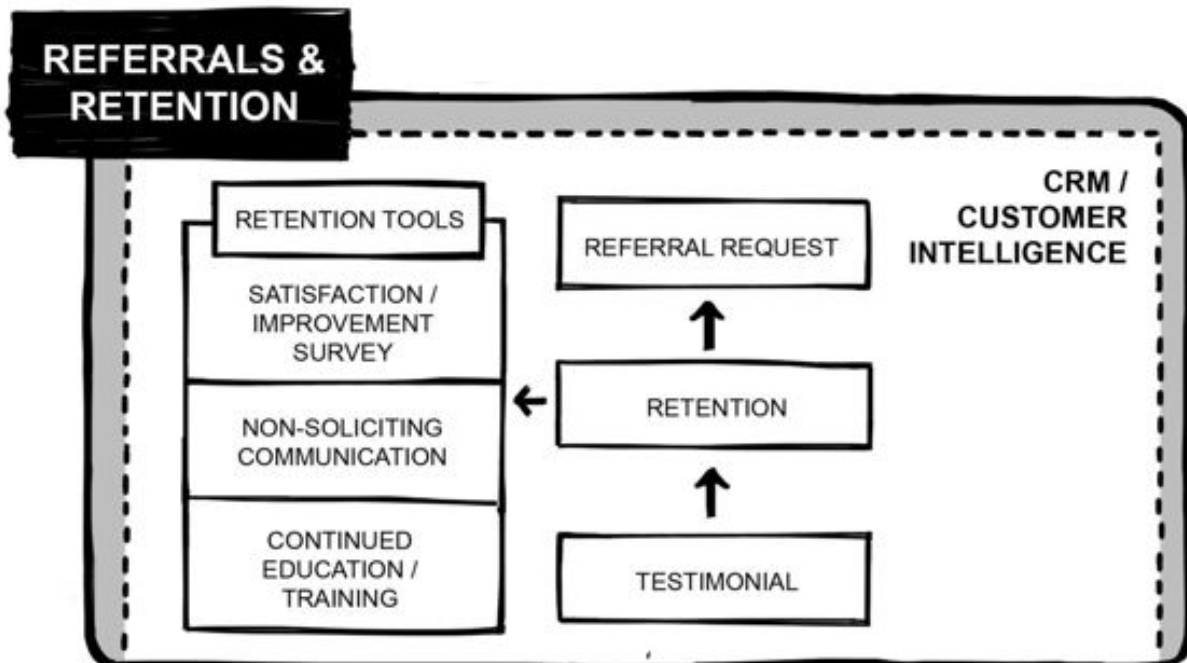 REFERRALS &
RETENTION
CRM /
CUSTOMER
INTELLIGENCE
RETENTION TOOLS
SATISFACTION /
IMPROVEMENT
SURVEY
NON-SOLICITING
COMMUNICATION
CONTINUED
EDUCATION /
TRAINING
REFERRAL REQUEST
RETENTION
TESTIMONIAL